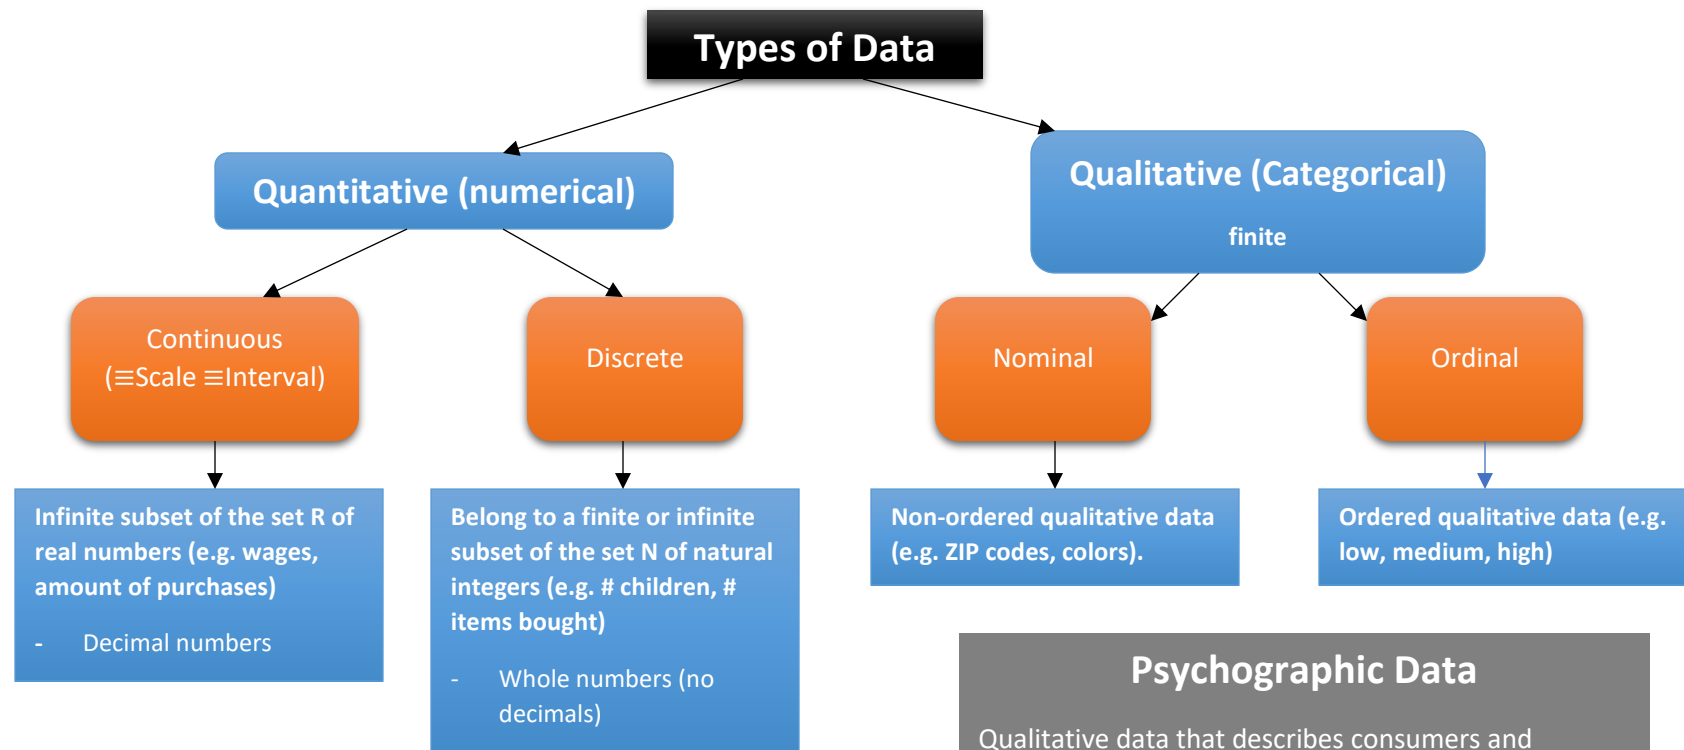 Types of Data
Quantitative (numerical)
Qualitative (Categorical)
finite
Continuous
(≡Scale ≡Interval)
Discrete
Nominal
Ordinal
Infinite subset of the set R of
real numbers (e.g. wages,
amount of purchases)
- Decimal numbers
Belong to a finite or infinite
subset of the set N of natural
integers (e.g. # children, #
items bought)
- Whole numbers (no
decimals)
Non-ordered qualitative data
(e.g. ZIP codes, colors).
Ordered qualitative data (e.g.
low, medium, high)
Psychographic Data
Qualitative data that describes consumers and